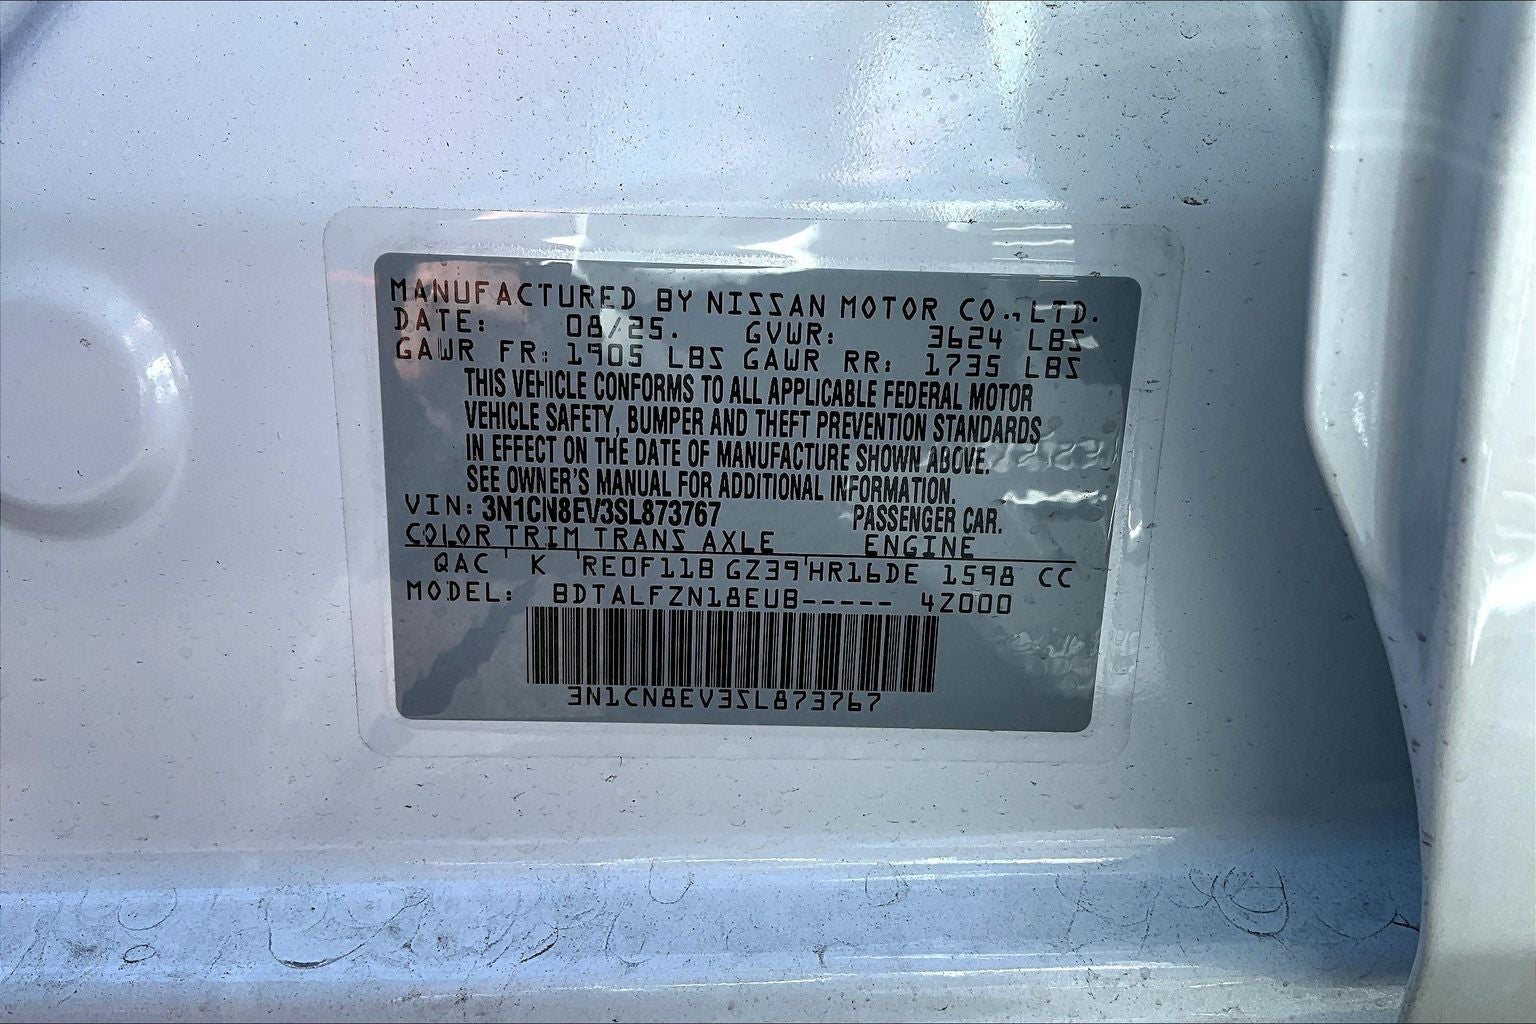 MANUFACTURED BY NISSAN MOTOR CO., LTD.
DATE: 08/25. GVWR: 3624 LBS
GAWR FR: 1905 LBS GAWR RR: 1735 LBS
THIS VEHICLE CONFORMS TO ALL APPLICABLE FEDERAL MOTOR
VEHICLE SAFETY, BUMPER AND THEFT PREVENTION STANDARDS
IN EFFECT ON THE DATE OF MANUFACTURE SHOWN ABOVE.
SEE OWNER'S MANUAL FOR ADDITIONAL INFORMATION.
VIN: 3N1CN8EV3SL873767 PASSENGER CAR.
COLOR TRIM TRANS AXLE ENGINE
QAC K RE0F11B GZ39 HR16DE 1598 CC
MODEL: BDTALFZN18EUB----- 4Z000
3N1CN8EV3SL873767